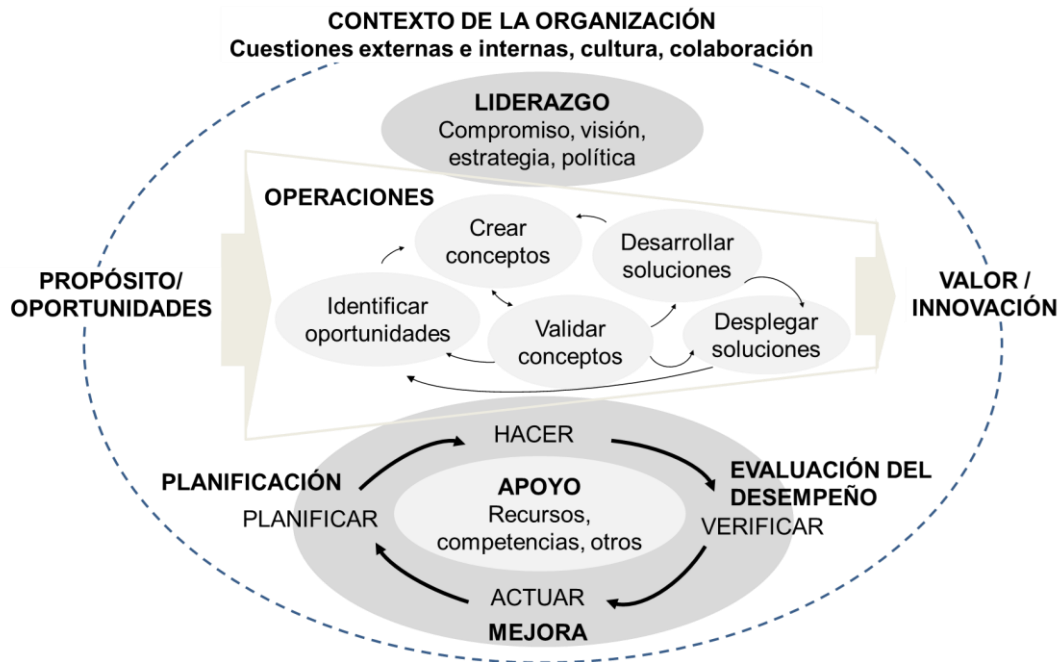 CONTEXTO DE LA ORGANIZACIÓN
Cuestiones externas e internas, cultura, colaboración
LIDERAZGO
Compromiso, visión,
estrategia, política
OPERACIONES
Crear
conceptos
Desarrollar
soluciones
PROPÓSITO/
OPORTUNIDADES
Identificar
oportunidades
Validar
conceptos
Desplegar
soluciones
VALOR /
INNOVACIÓN
HACER
PLANIFICACIÓN
PLANIFICAR
APOYO
Recursos,
competencias, otros
EVALUACIÓN DEL
DESEMPEÑO
VERIFICAR
ACTUAR
MEJORA